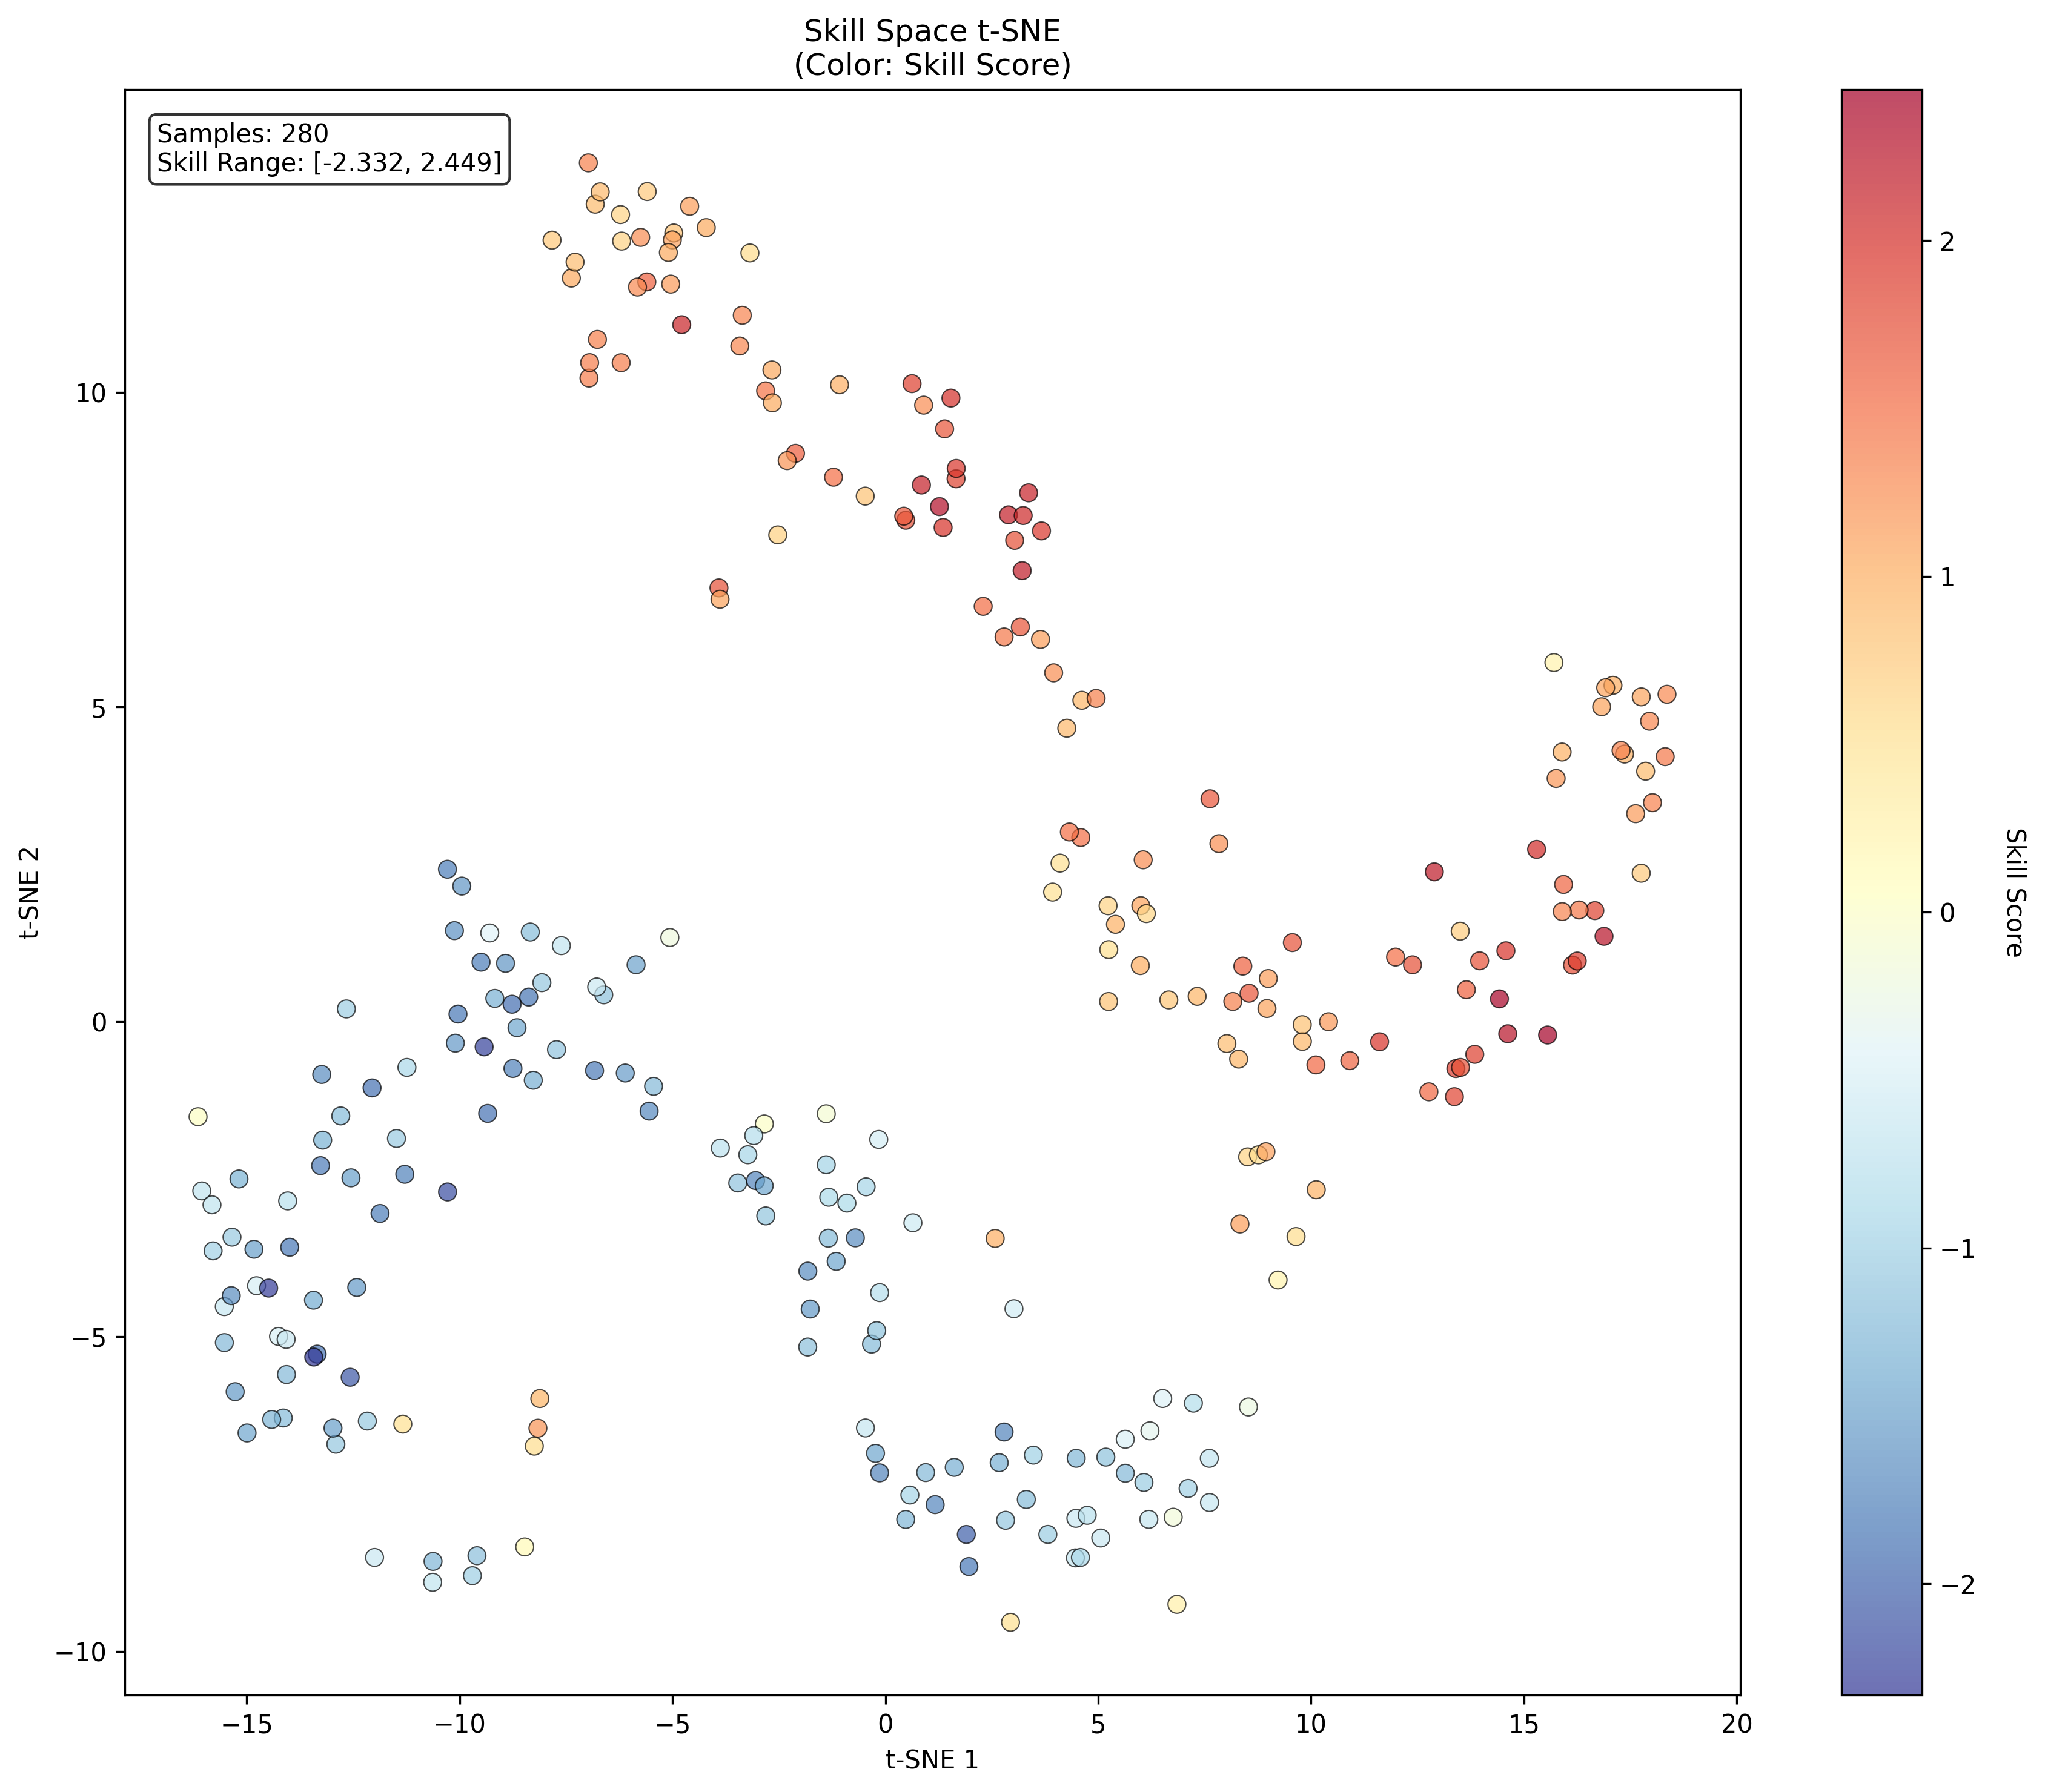 Skill Space t-SNE
(Color: Skill Score)
Samples: 280
Skill Range: [-2.332, 2.449]
10
5
0
−5
−10
t-SNE 2
−15
−10
−5
0
5
10
15
20
t-SNE 1
2
1
0
−1
−2
Skill Score